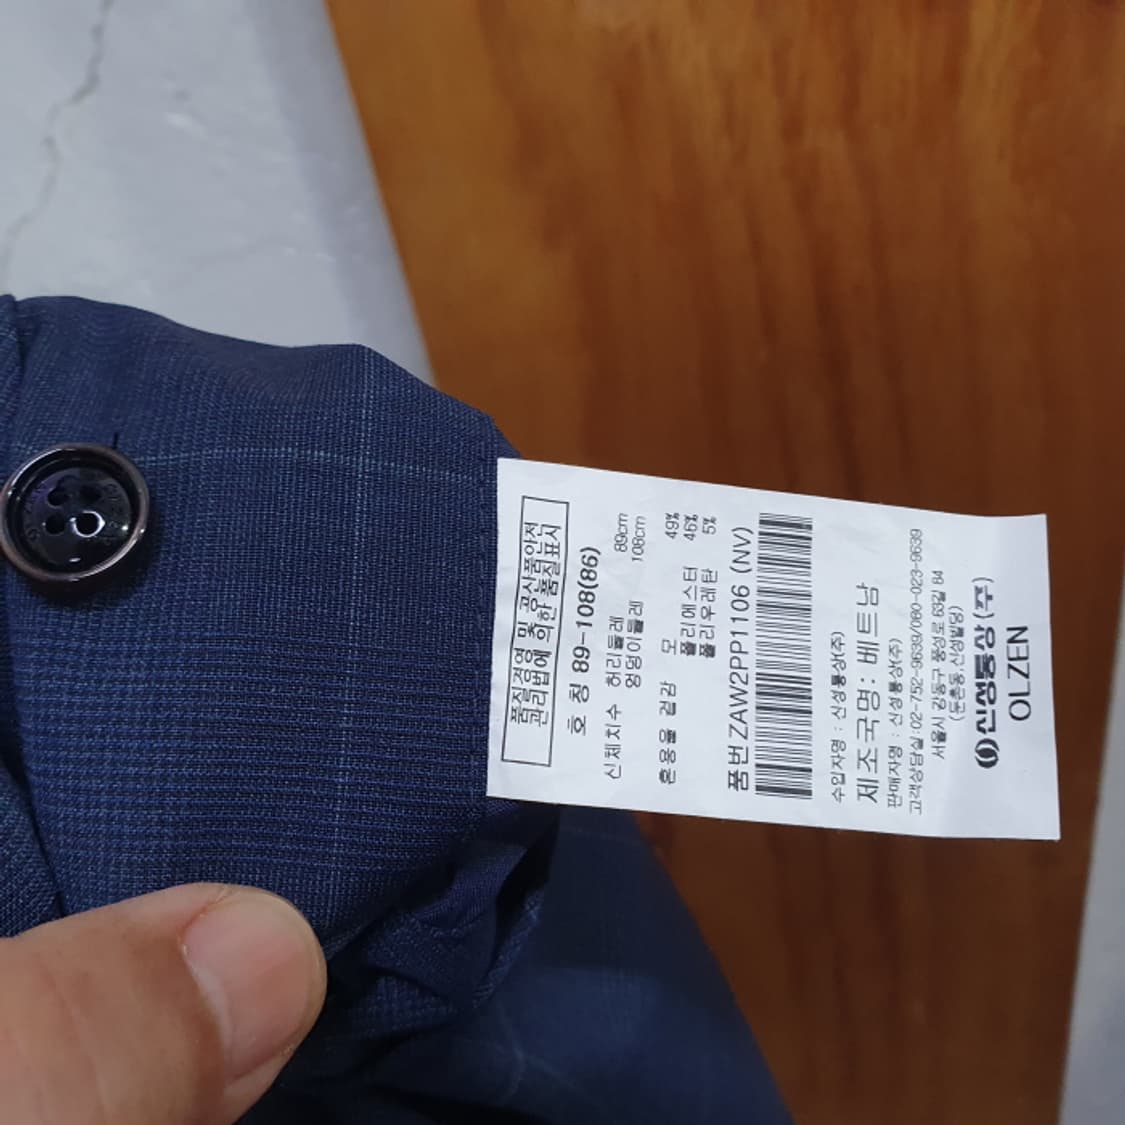 품질경영 및 공산품안전
관리법에 의한 품질표시
호 칭 89-108(86)
신체치수 허리둘레 89cm
엉덩이둘레 108cm
혼용율 겉감 모 49%
폴리에스터 46%
폴리우레탄 5%
품번 ZAW2PP1106 (NV)
수입자명 : 신성통상(주)
제조국명: 베트남
판매자명 : 신성통상(주)
고객상담실:02-752-9639/080-023-9639
서울시 강동구 풍성로 63길 84
(둔촌동,신성빌딩)
신성통상(주)
OLZEN